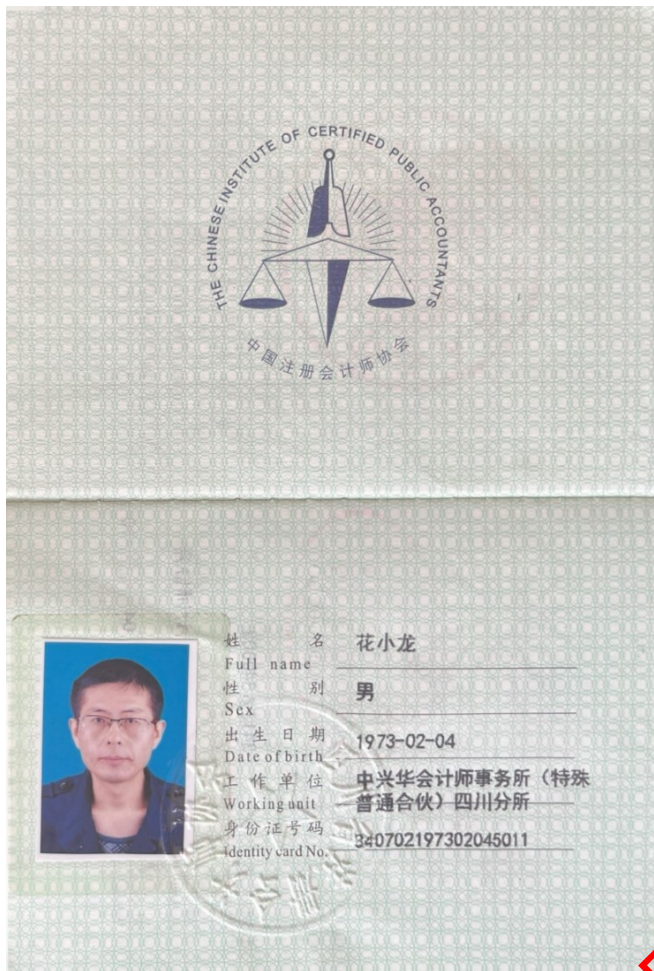 THE CHINESE INSTITUTE OF CERTIFIED PUBLIC ACCOUNTANTS
中国注册会计师协会
姓 名 花小龙
Full name
性 别 男
Sex
出生日期 1973-02-04
Date of birth
工作单位 中兴华会计师事务所（特殊
Working unit 普通合伙）四川分所
身份证号码 340702197302045011
Identity card No.